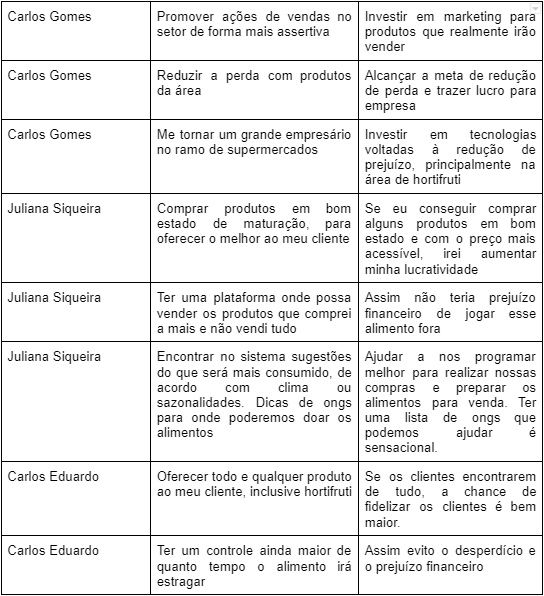 Carlos Gomes
Promover ações de vendas no
setor de forma mais assertiva
Investir em marketing para
produtos que realmente irão
vender
Carlos Gomes
Reduzir a perda com produtos
da área
Alcançar a meta de redução
de perda e trazer lucro para
empresa
Carlos Gomes
Me tornar um grande empresário
no ramo de supermercados
Investir em tecnologias
voltadas à redução de
prejuízo, principalmente na
área de hortifruti
Juliana Siqueira
Comprar produtos em bom
estado de maturação, para
oferecer o melhor ao meu cliente
Se eu conseguir comprar
alguns produtos em bom
estado e com o preço mais
acessível, irei aumentar
minha lucratividade
Juliana Siqueira
Ter uma plataforma onde possa
vender os produtos que comprei
a mais e não vendi tudo
Assim não teria prejuízo
financeiro de jogar esse
alimento fora
Juliana Siqueira
Encontrar no sistema sugestões
do que será mais consumido, de
acordo com clima ou
sazonalidades. Dicas de ongs
para onde poderemos doar os
alimentos
Ajudar a nos programar
melhor para realizar nossas
compras e preparar os
alimentos para venda. Ter
uma lista de ongs que
podemos ajudar é
sensacional.
Carlos Eduardo
Oferecer todo e qualquer produto
ao meu cliente, inclusive hortifruti
Se os clientes encontrarem
de tudo, a chance de
fidelizar os clientes é bem
maior.
Carlos Eduardo
Ter um controle ainda maior de
quanto tempo o alimento irá
estragar
Assim evito o desperdício e
o prejuízo financeiro